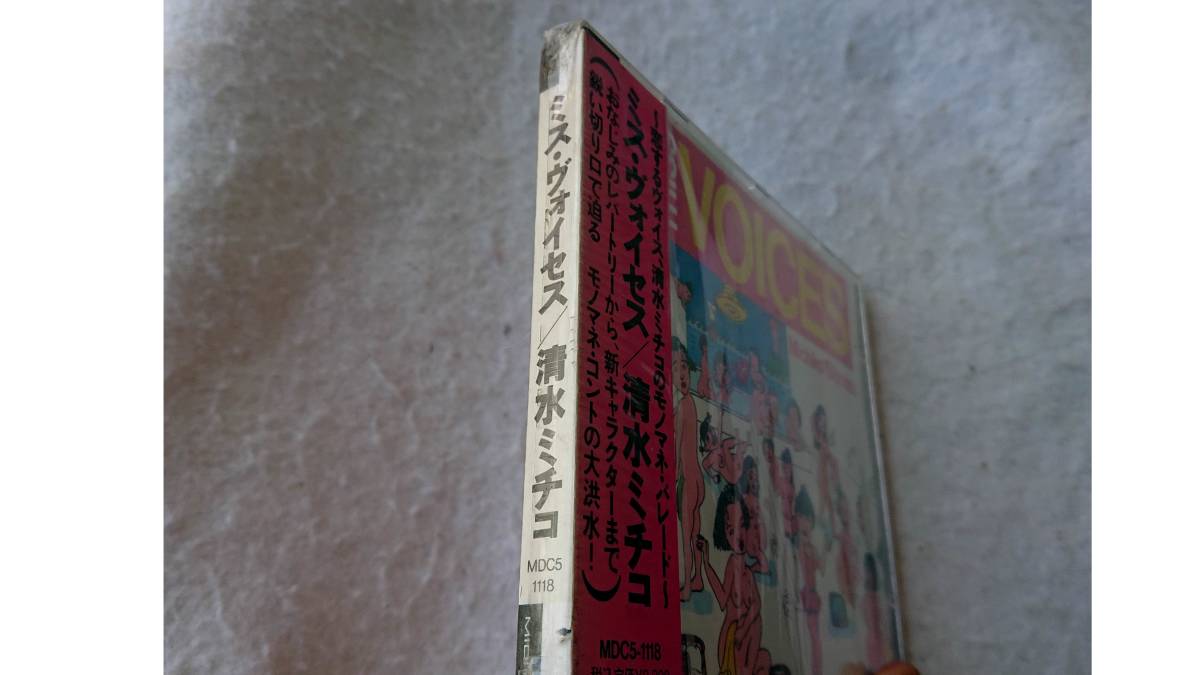 ミス・ヴォイセス／清水ミチコ
MDC5
1118
ミス・ヴォイセス／清水ミチコ
するヴォイス、清水ミチコのモノマネ・パレード〜
(おなじみのレパートリーから、新キャラクターまで
鋭い切り口で迫る モノマネ・コントの大洪水!)
MDC5-1118
VOICES